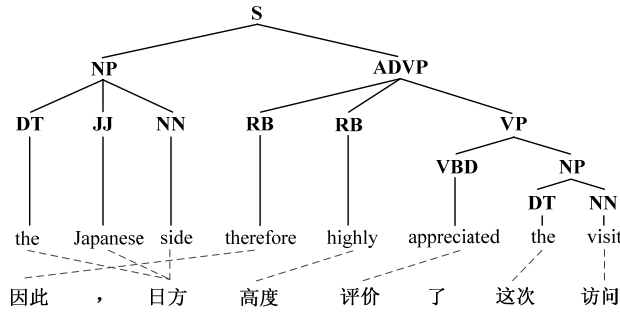 S
NP ADVP
DT JJ NN RB RB VP
VBD NP
DT NN
the Japanese side therefore highly appreciated the visit
因此 ， 日方 高度 评价 了 这次 访问